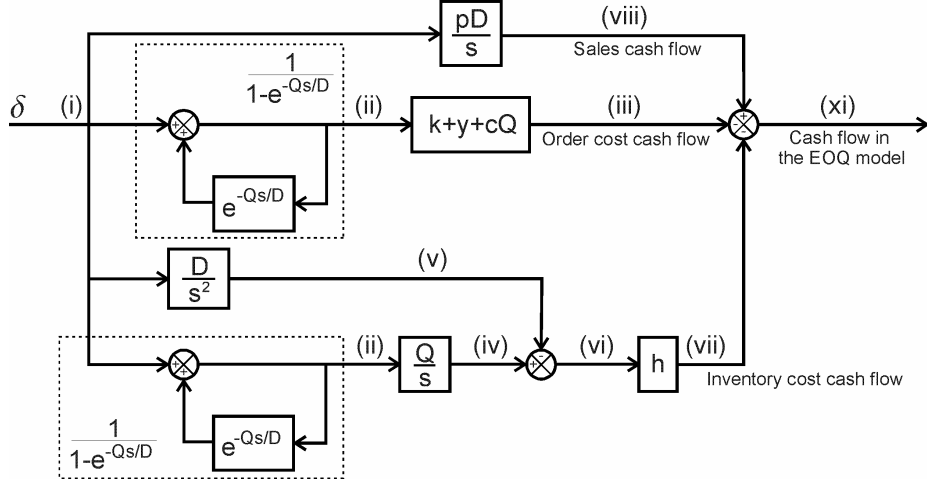 pD
s
(viii)
Sales cash flow
1
1-e^-Qs/D
δ
(i)
+
+
(ii)
k+y+cQ
(iii)
Order cost cash flow
+
-
-
(xi)
Cash flow in
the EOQ model
e^-Qs/D
D
s²
(v)
+
+
(ii)
Q
s
(iv)
+
-
(vi)
h
(vii)
Inventory cost cash flow
1
1-e^-Qs/D
e^-Qs/D